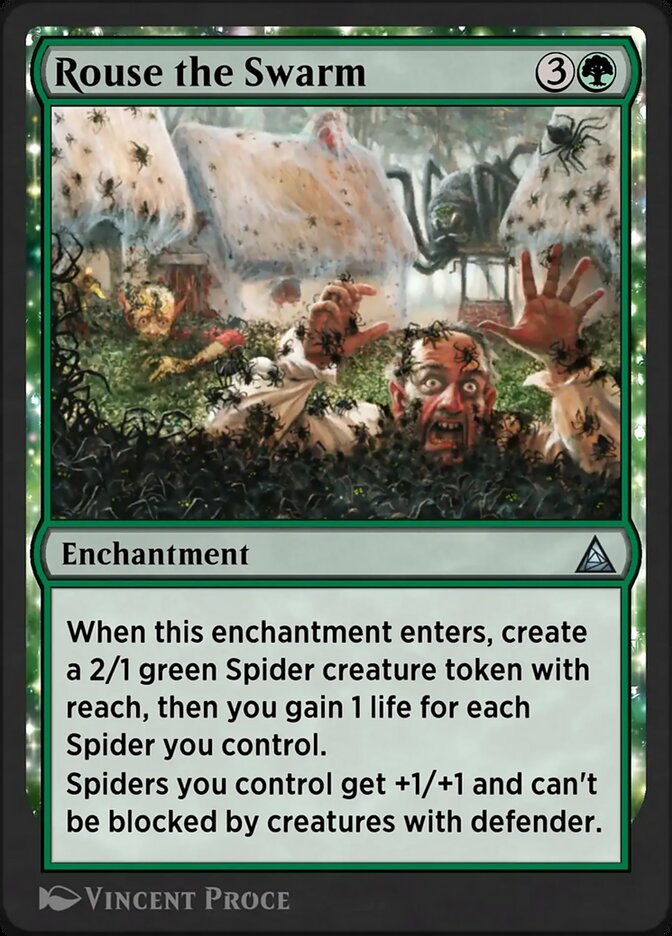 Rouse the Swarm 3
Enchantment
When this enchantment enters, create
a 2/1 green Spider creature token with
reach, then you gain 1 life for each
Spider you control.
Spiders you control get +1/+1 and can't
be blocked by creatures with defender.
Vincent Proce